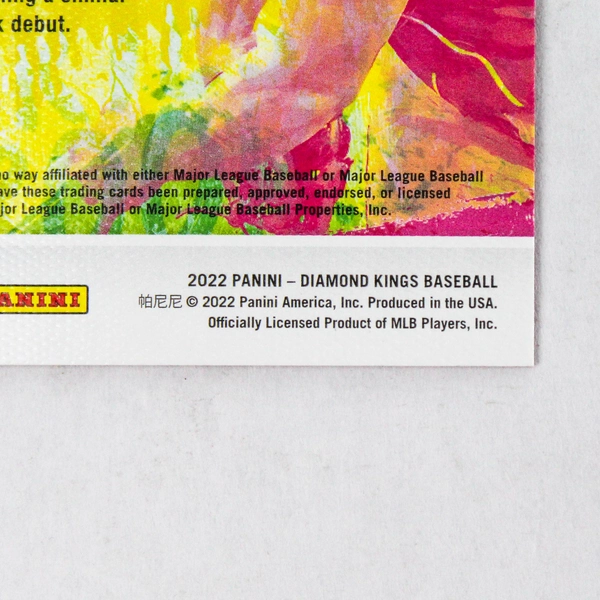 k debut.
no way affiliated with either Major League Baseball or Major League Baseball
ave these trading cards been prepared, approved, endorsed, or licensed
jor League Baseball or Major League Baseball Properties, Inc.
PANINI
2022 PANINI – DIAMOND KINGS BASEBALL
帕尼尼 © 2022 Panini America, Inc. Produced in the USA.
Officially Licensed Product of MLB Players, Inc.